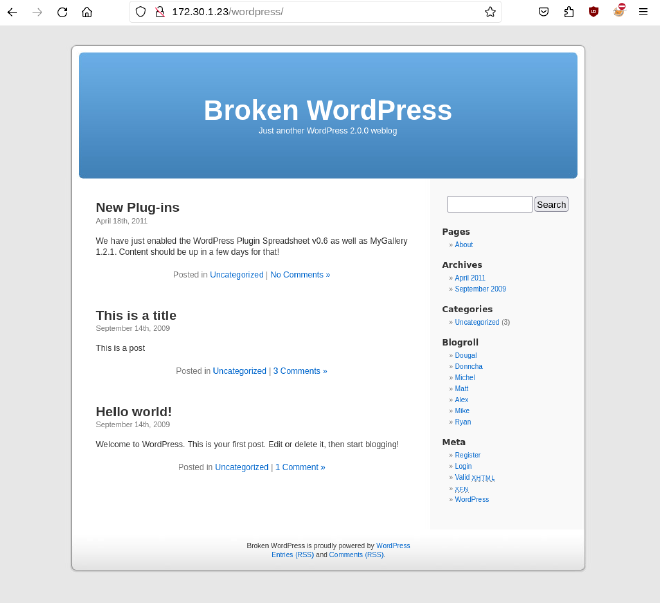 172.30.1.23/wordpress/
Broken WordPress
Just another WordPress 2.0.0 weblog
New Plug-ins
April 18th, 2011
We have just enabled the WordPress Plugin Spreadsheet v0.6 as well as MyGallery
1.2.1. Content should be up in a few days for that!
Posted in Uncategorized | No Comments »
This is a title
September 14th, 2009
This is a post
Posted in Uncategorized | 3 Comments »
Hello world!
September 14th, 2009
Welcome to WordPress. This is your first post. Edit or delete it, then start blogging!
Posted in Uncategorized | 1 Comment »
Search
Pages
» About
Archives
» April 2011
» September 2009
Categories
» Uncategorized (3)
Blogroll
» Dougal
» Donncha
» Michel
» Matt
» Alex
» Mike
» Ryan
Meta
» Register
» Login
» Valid XHTML
» XFN
» WordPress
Broken WordPress is proudly powered by WordPress
Entries (RSS) and Comments (RSS).